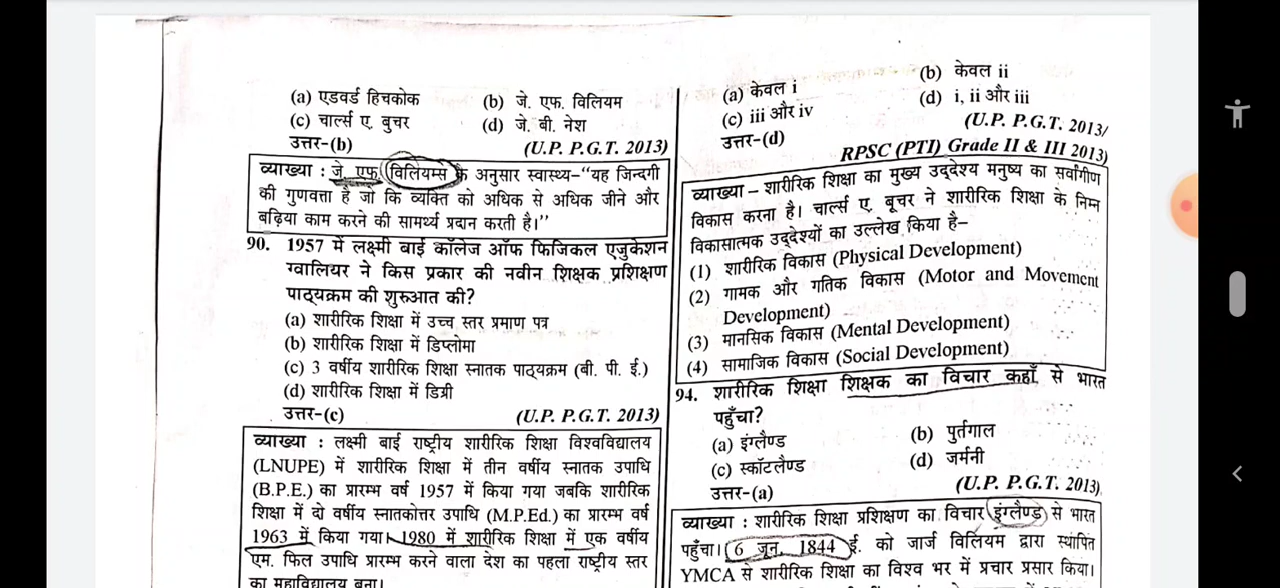 (a) एडवर्ड हिचकोक (b) जे. एफ. विलियम
(c) चार्ल्स ए. बुचर (d) जे. बी. नेश
उत्तर-(b) (U.P. P.G.T. 2013)
व्याख्या : जे. एफ. विलियम्स के अनुसार स्वास्थ्य–“यह जिन्दगी
की गुणवत्ता है जो कि व्यक्ति को अधिक से अधिक जीने और
बढ़िया काम करने की सामर्थ्य प्रदान करती है।”
90. 1957 में लक्ष्मी बाई कॉलेज ऑफ फिजिकल एजुकेशन
ग्वालियर ने किस प्रकार की नवीन शिक्षक प्रशिक्षण
पाठ्यक्रम की शुरुआत की?
(a) शारीरिक शिक्षा में उच्च स्तर प्रमाण पत्र
(b) शारीरिक शिक्षा में डिप्लोमा
(c) 3 वर्षीय शारीरिक शिक्षा स्नातक पाठ्यक्रम (बी. पी. ई.)
(d) शारीरिक शिक्षा में डिग्री
उत्तर-(c) (U.P. P.G.T. 2013)
व्याख्या : लक्ष्मी बाई राष्ट्रीय शारीरिक शिक्षा विश्वविद्यालय
(LNUPE) में शारीरिक शिक्षा में तीन वर्षीय स्नातक उपाधि
(B.P.E.) का प्रारम्भ वर्ष 1957 में किया गया जबकि शारीरिक
शिक्षा में दो वर्षीय स्नातकोत्तर उपाधि (M.P.Ed.) का प्रारम्भ वर्ष
1963 में किया गया। 1980 में शारीरिक शिक्षा में एक वर्षीय
एम. फिल उपाधि प्रारम्भ करने वाला देश का पहला राष्ट्रीय स्तर
का महाविद्यालय बना।
(a) केवल i (b) केवल ii
(c) iii और iv (d) i, ii और iii
उत्तर-(d) (U.P. P.G.T. 2013/
RPSC (PTI) Grade II & III 2013)
व्याख्या – शारीरिक शिक्षा का मुख्य उद्देश्य मनुष्य का सर्वांगीण
विकास करना है। चार्ल्स ए. बूचर ने शारीरिक शिक्षा के निम्न
विकासात्मक उद्देश्यों का उल्लेख किया है–
(1) शारीरिक विकास (Physical Development)
(2) गामक और गतिक विकास (Motor and Movement
Development)
(3) मानसिक विकास (Mental Development)
(4) सामाजिक विकास (Social Development)
94. शारीरिक शिक्षा शिक्षक का विचार कहाँ से भारत
पहुँचा?
(a) इंग्लैण्ड (b) पुर्तगाल
(c) स्कॉटलैण्ड (d) जर्मनी
उत्तर-(a) (U.P. P.G.T. 2013)
व्याख्या : शारीरिक शिक्षा प्रशिक्षण का विचार इंग्लैण्ड से भारत
पहुँचा। 6 जून, 1844 ई. को जार्ज विलियम द्वारा स्थापित
YMCA से शारीरिक शिक्षा का विश्व भर में प्रचार प्रसार किया।